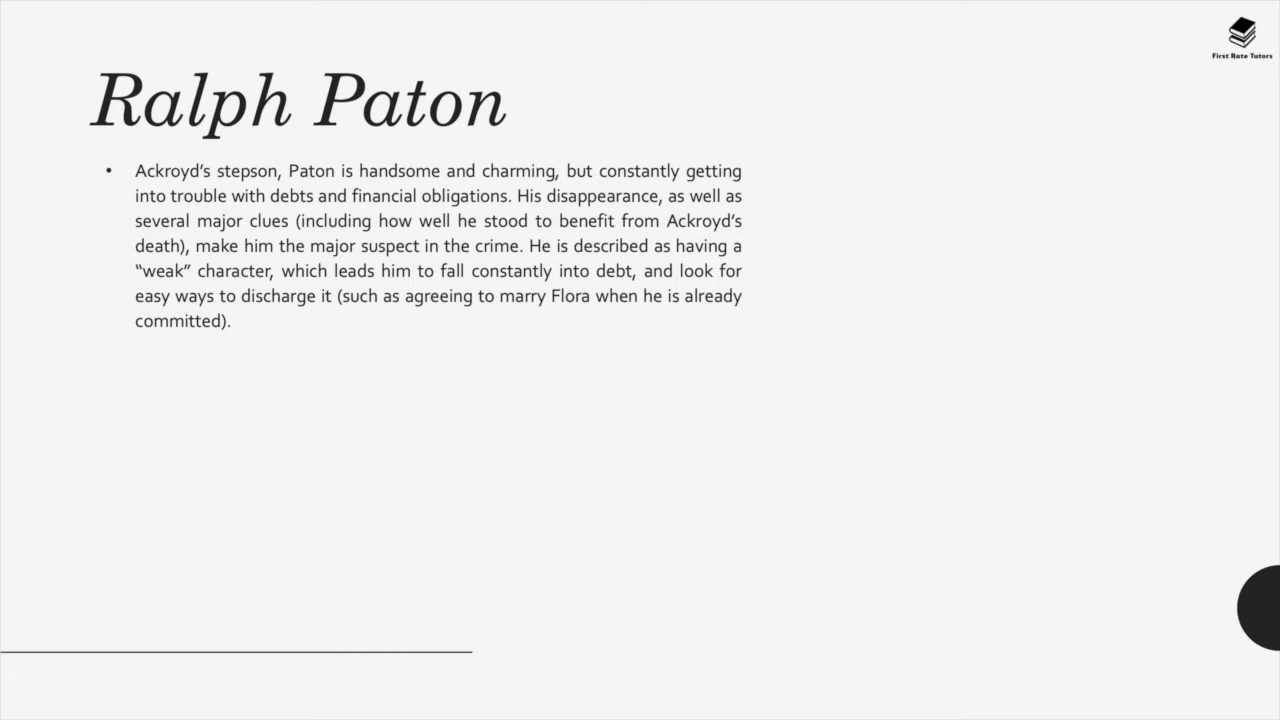 First Rate Tutors
Ralph Paton
• Ackroyd’s stepson, Paton is handsome and charming, but constantly getting
into trouble with debts and financial obligations. His disappearance, as well as
several major clues (including how well he stood to benefit from Ackroyd’s
death), make him the major suspect in the crime. He is described as having a
“weak” character, which leads him to fall constantly into debt, and look for
easy ways to discharge it (such as agreeing to marry Flora when he is already
committed).